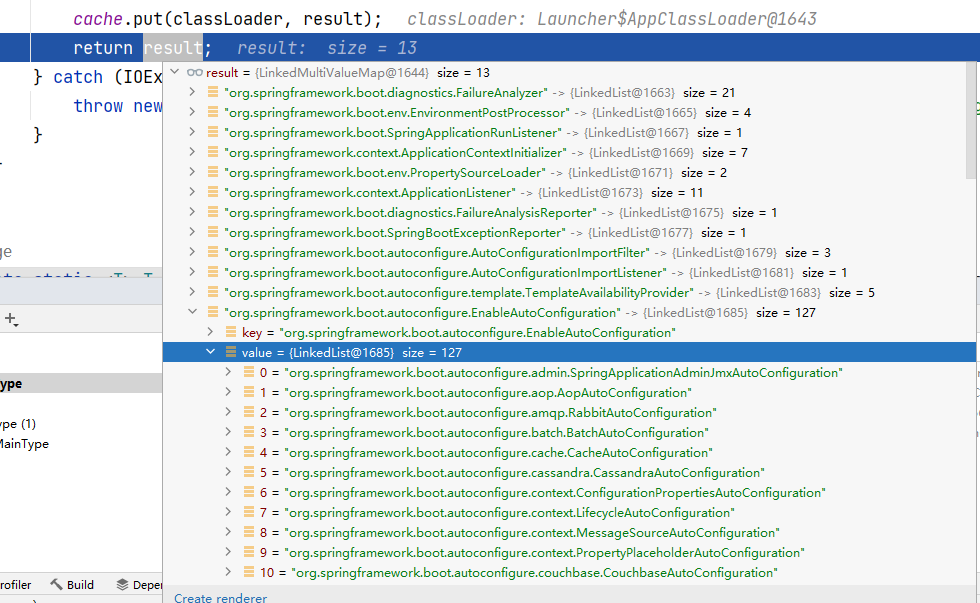 cache.put(classLoader, result);   classLoader: Launcher$AppClassLoader@1643
return result;   result:  size = 13
} catch (IOEx
throw new
}
result = {LinkedMultiValueMap@1644}  size = 13
"org.springframework.boot.diagnostics.FailureAnalyzer" -> {LinkedList@1663}  size = 21
"org.springframework.boot.env.EnvironmentPostProcessor" -> {LinkedList@1665}  size = 4
"org.springframework.boot.SpringApplicationRunListener" -> {LinkedList@1667}  size = 1
"org.springframework.context.ApplicationContextInitializer" -> {LinkedList@1669}  size = 7
"org.springframework.boot.env.PropertySourceLoader" -> {LinkedList@1671}  size = 2
"org.springframework.context.ApplicationListener" -> {LinkedList@1673}  size = 11
"org.springframework.boot.diagnostics.FailureAnalysisReporter" -> {LinkedList@1675}  size = 1
"org.springframework.boot.SpringBootExceptionReporter" -> {LinkedList@1677}  size = 1
"org.springframework.boot.autoconfigure.AutoConfigurationImportFilter" -> {LinkedList@1679}  size = 3
"org.springframework.boot.autoconfigure.AutoConfigurationImportListener" -> {LinkedList@1681}  size = 1
"org.springframework.boot.autoconfigure.template.TemplateAvailabilityProvider" -> {LinkedList@1683}  size = 5
"org.springframework.boot.autoconfigure.EnableAutoConfiguration" -> {LinkedList@1685}  size = 127
key = "org.springframework.boot.autoconfigure.EnableAutoConfiguration"
value = {LinkedList@1685}  size = 127
0 = "org.springframework.boot.autoconfigure.admin.SpringApplicationAdminJmxAutoConfiguration"
1 = "org.springframework.boot.autoconfigure.aop.AopAutoConfiguration"
2 = "org.springframework.boot.autoconfigure.amqp.RabbitAutoConfiguration"
3 = "org.springframework.boot.autoconfigure.batch.BatchAutoConfiguration"
4 = "org.springframework.boot.autoconfigure.cache.CacheAutoConfiguration"
5 = "org.springframework.boot.autoconfigure.cassandra.CassandraAutoConfiguration"
6 = "org.springframework.boot.autoconfigure.context.ConfigurationPropertiesAutoConfiguration"
7 = "org.springframework.boot.autoconfigure.context.LifecycleAutoConfiguration"
8 = "org.springframework.boot.autoconfigure.context.MessageSourceAutoConfiguration"
9 = "org.springframework.boot.autoconfigure.context.PropertyPlaceholderAutoConfiguration"
10 = "org.springframework.boot.autoconfigure.couchbase.CouchbaseAutoConfiguration"
Create renderer
ge
ype
ype (1)
MainType
rofiler
Build
Deper